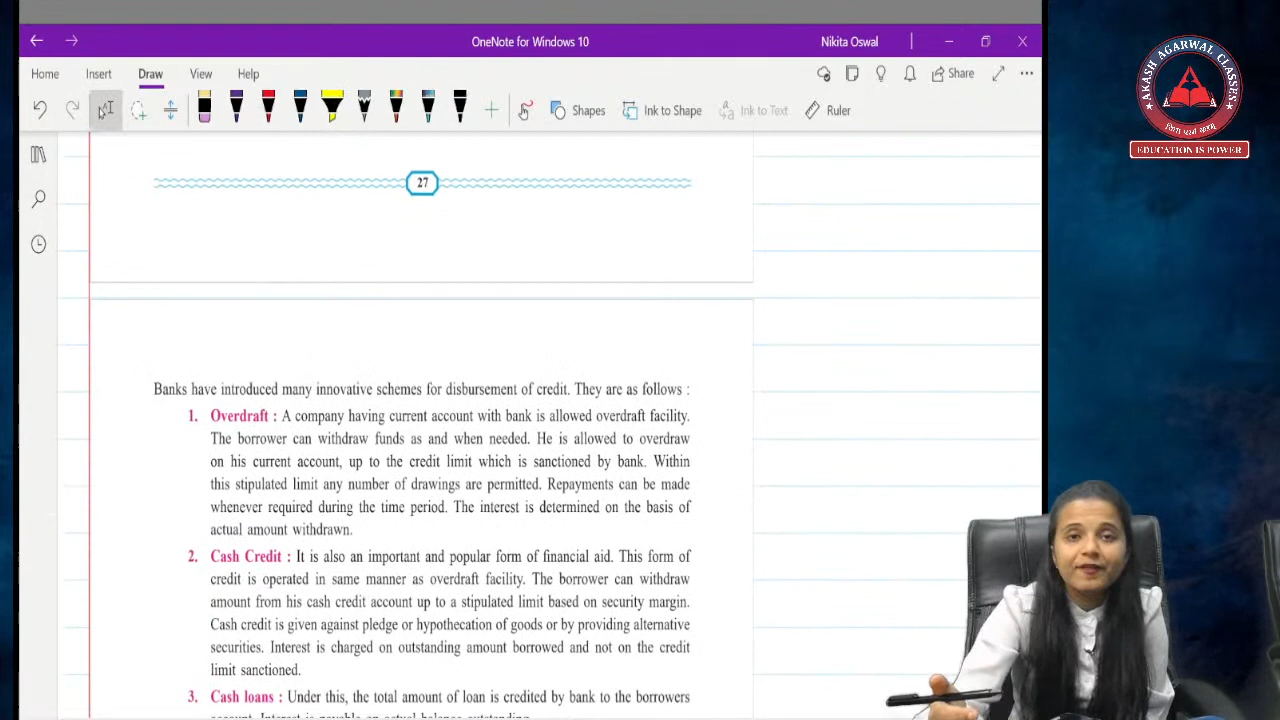 OneNote for Windows 10
Nikita Oswal
Home Insert Draw View Help
Share
Shapes Ink to Shape Ink to Text Ruler
AKASH AGARWAL CLASSES
EDUCATION IS POWER
27
Banks have introduced many innovative schemes for disbursement of credit. They are as follows :
1. Overdraft : A company having current account with bank is allowed overdraft facility.
The borrower can withdraw funds as and when needed. He is allowed to overdraw
on his current account, up to the credit limit which is sanctioned by bank. Within
this stipulated limit any number of drawings are permitted. Repayments can be made
whenever required during the time period. The interest is determined on the basis of
actual amount withdrawn.
2. Cash Credit : It is also an important and popular form of financial aid. This form of
credit is operated in same manner as overdraft facility. The borrower can withdraw
amount from his cash credit account up to a stipulated limit based on security margin.
Cash credit is given against pledge or hypothecation of goods or by providing alternative
securities. Interest is charged on outstanding amount borrowed and not on the credit
limit sanctioned.
3. Cash loans : Under this, the total amount of loan is credited by bank to the borrowers
account. Interest is payable on actual balance outstanding.